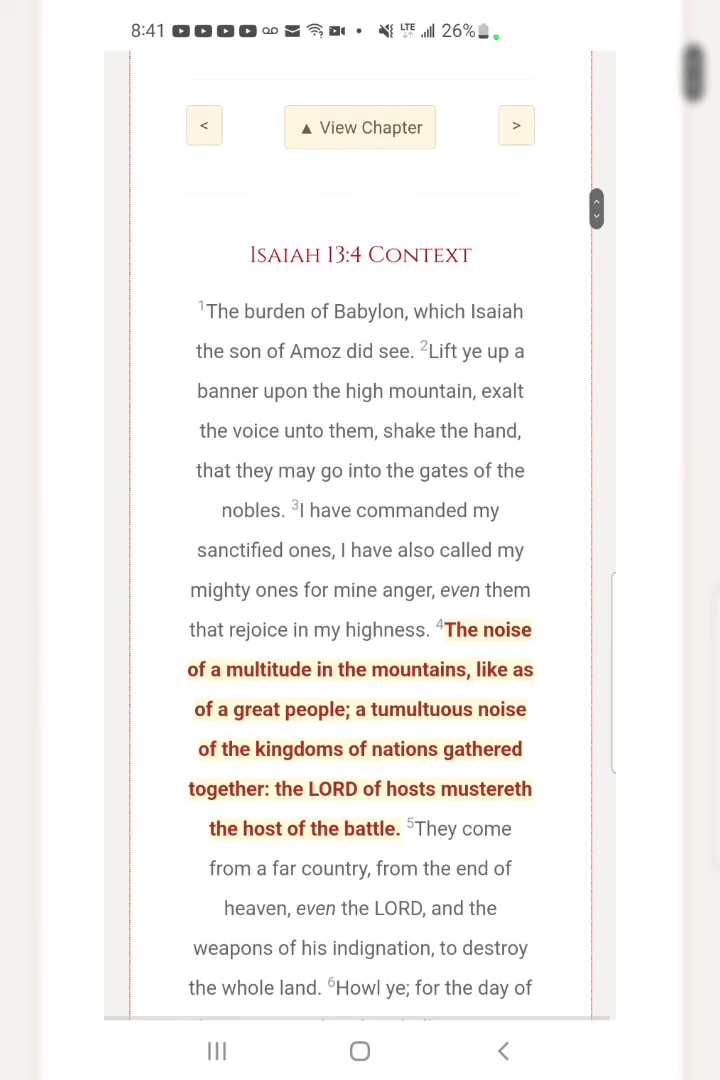 8:41 LTE 26%
< ▲ View Chapter >
Isaiah 13:4 Context
1The burden of Babylon, which Isaiah
the son of Amoz did see. 2Lift ye up a
banner upon the high mountain, exalt
the voice unto them, shake the hand,
that they may go into the gates of the
nobles. 3I have commanded my
sanctified ones, I have also called my
mighty ones for mine anger, even them
that rejoice in my highness. 4The noise
of a multitude in the mountains, like as
of a great people; a tumultuous noise
of the kingdoms of nations gathered
together: the LORD of hosts mustereth
the host of the battle. 5They come
from a far country, from the end of
heaven, even the LORD, and the
weapons of his indignation, to destroy
the whole land. 6Howl ye; for the day of